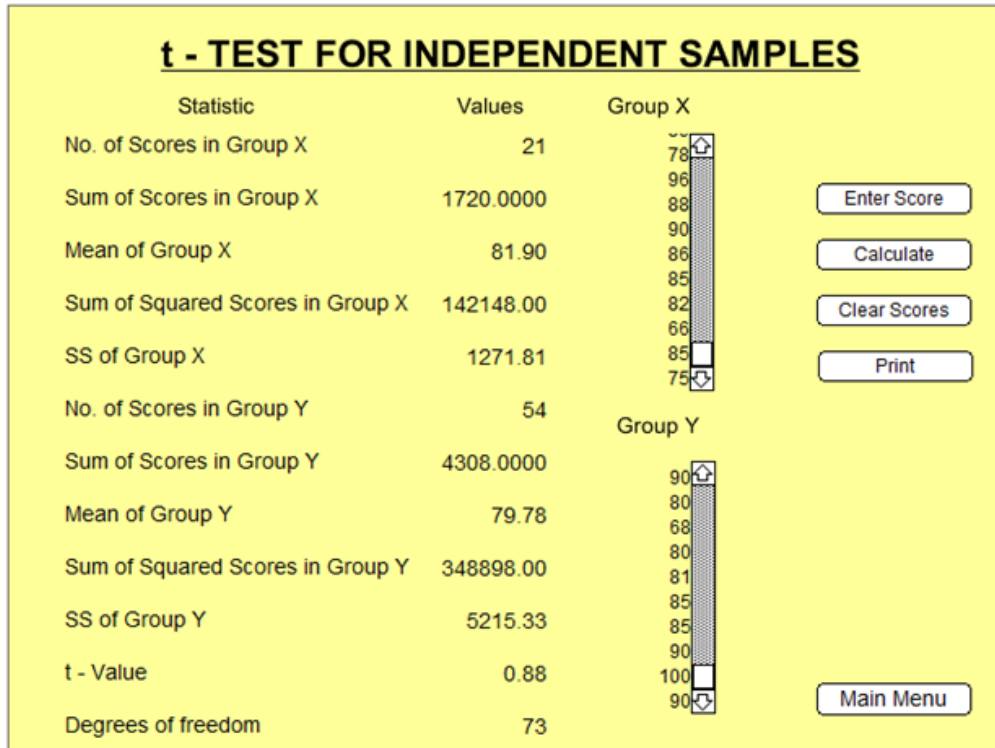 t - TEST FOR INDEPENDENT SAMPLES
Statistic Values Group X
No. of Scores in Group X 21
Sum of Scores in Group X 1720.0000
Mean of Group X 81.90
Sum of Squared Scores in Group X 142148.00
SS of Group X 1271.81
No. of Scores in Group Y 54
Sum of Scores in Group Y 4308.0000
Mean of Group Y 79.78
Sum of Squared Scores in Group Y 348898.00
SS of Group Y 5215.33
t - Value 0.88
Degrees of freedom 73
78
96
88
90
86
85
82
66
85
75
Group Y
90
80
68
80
81
85
85
90
100
90
Enter Score
Calculate
Clear Scores
Print
Main Menu